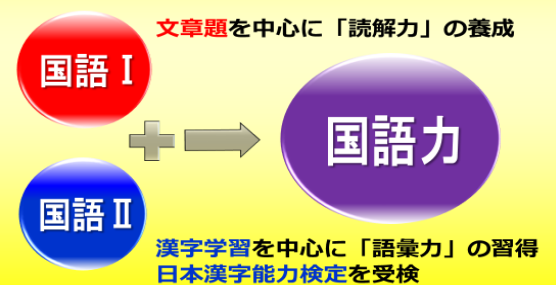 文章題を中心に「読解力」の養成
国語Ⅰ
国語力
国語Ⅱ
漢字学習を中心に「語彙力」の習得
日本漢字能力検定を受検